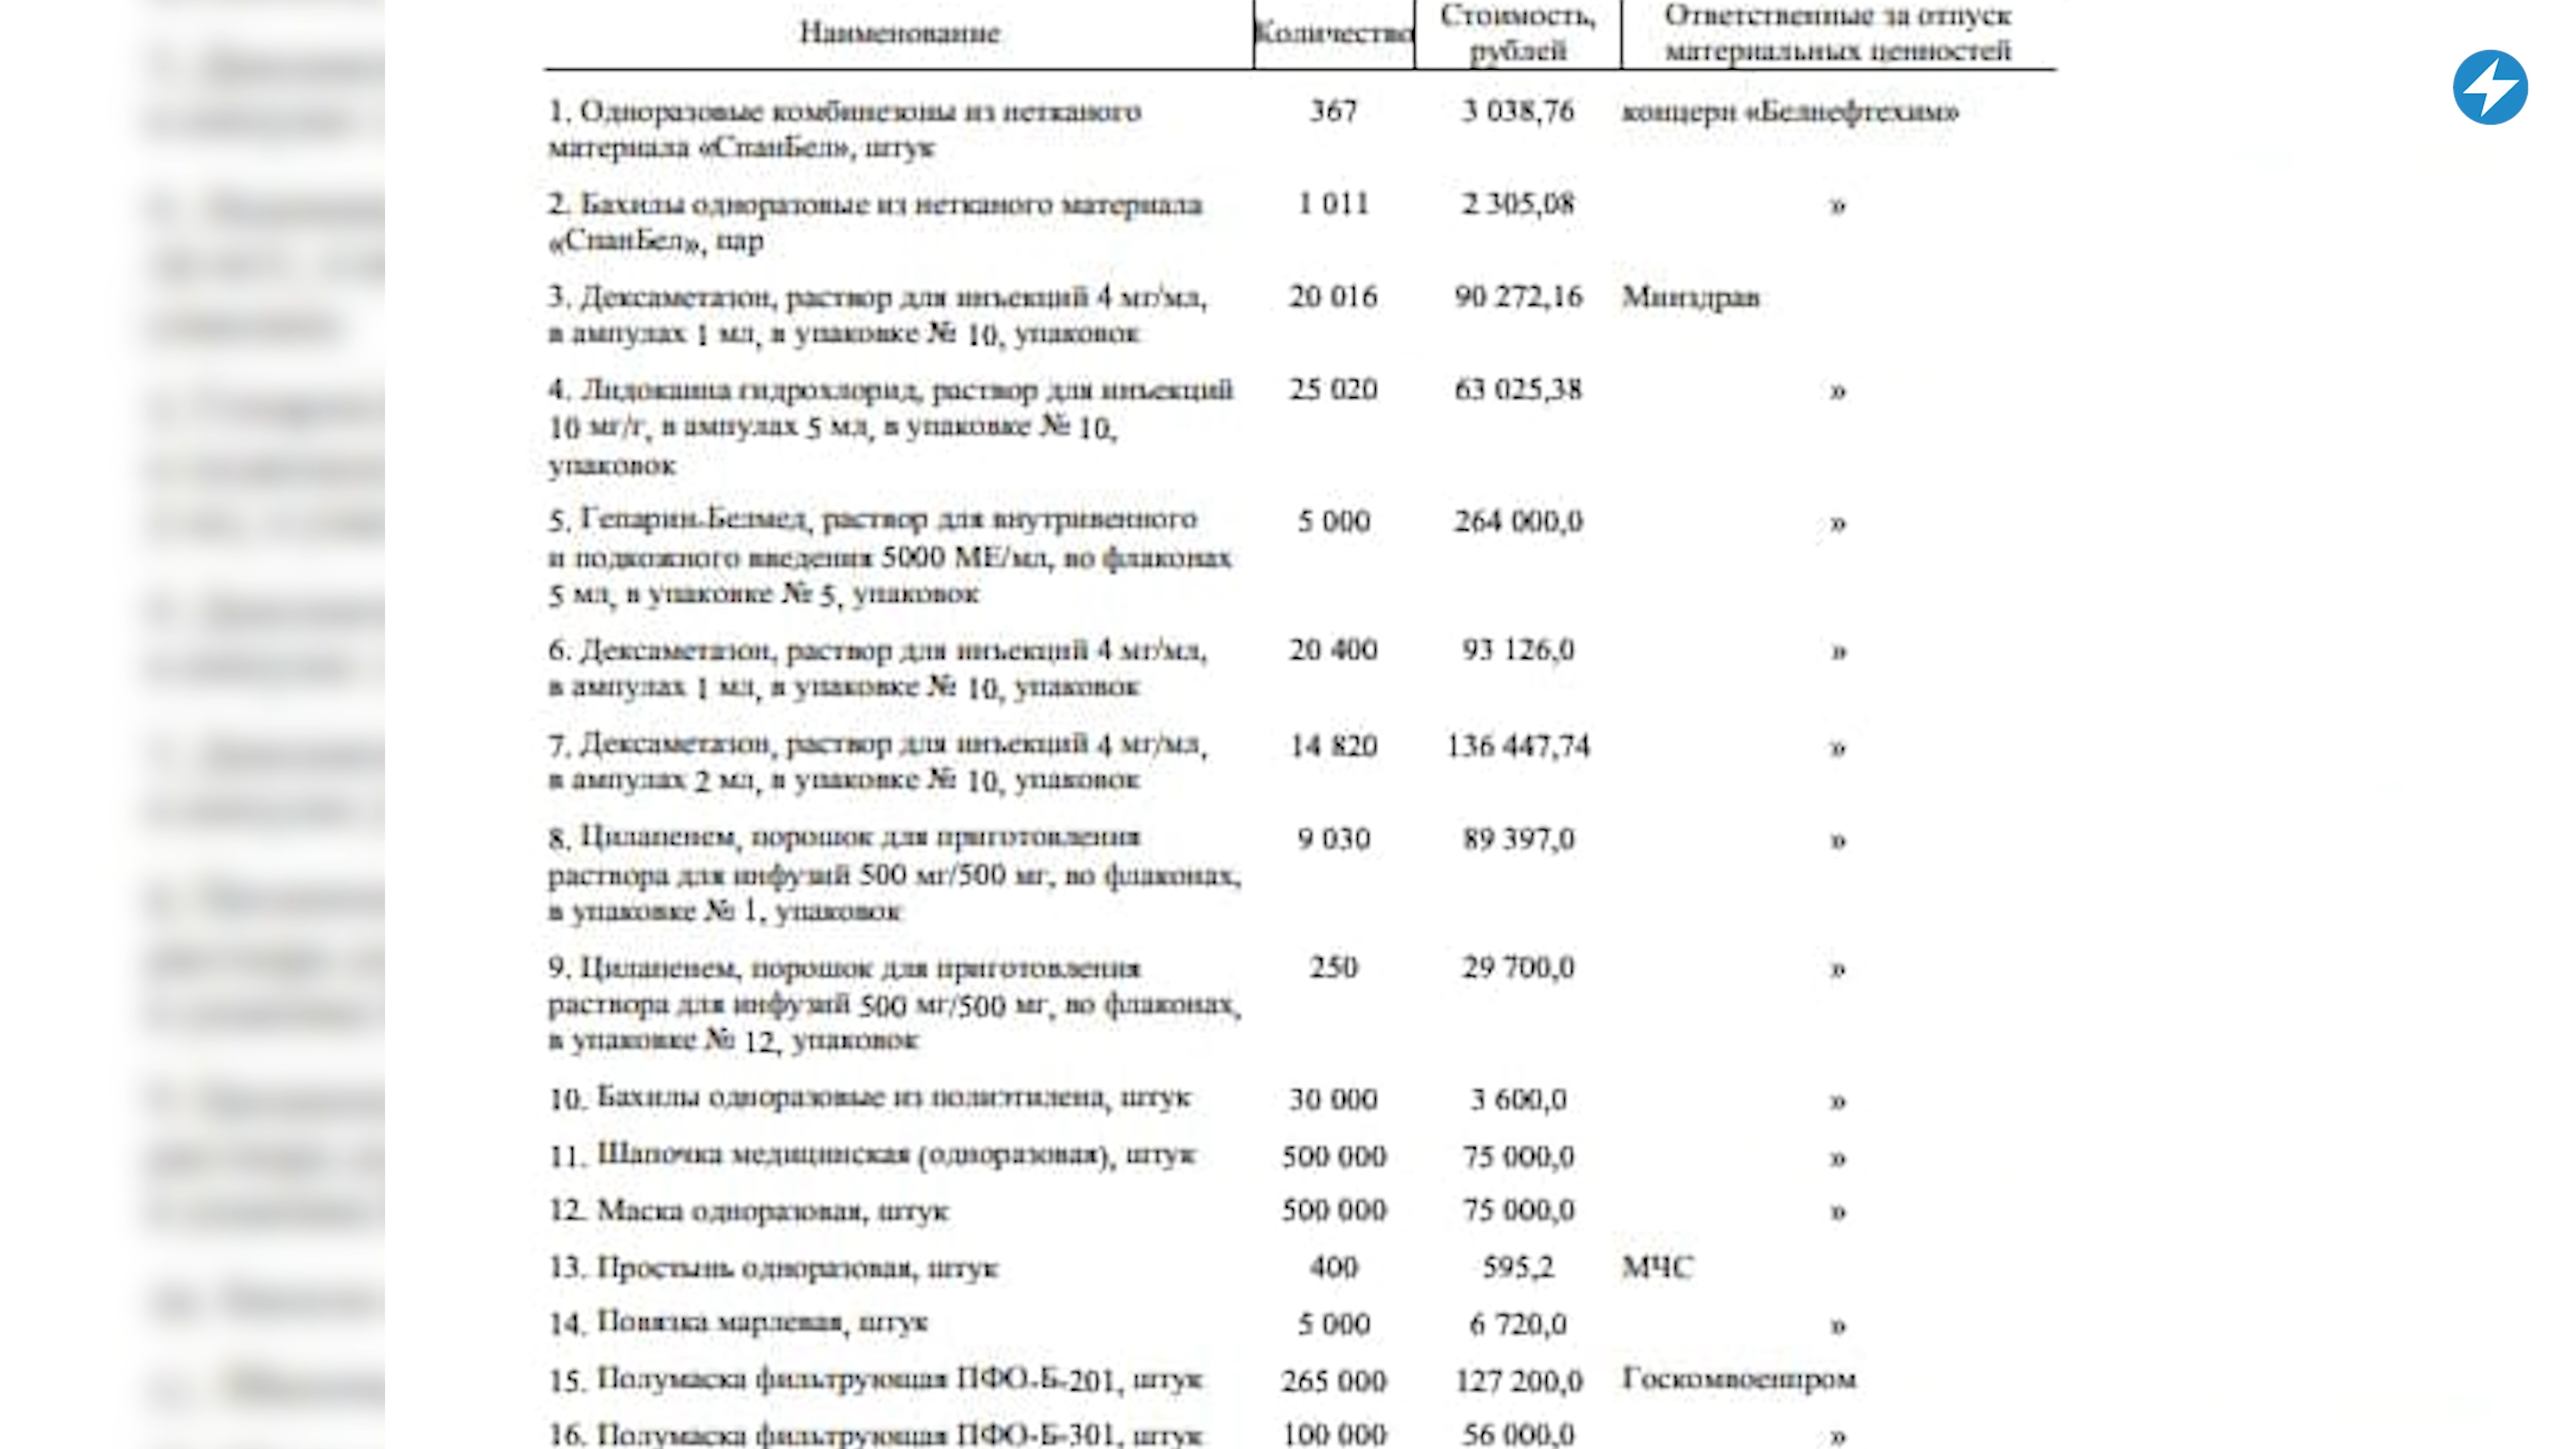 Наименование Количество Стоимость, рублей Ответственные за отпуск материальных ценностей
1. Одноразовые комбинезоны из нетканого 367 3 038,76 концерн «Белнефтехим»
материала «СпанБел», штук
2. Бахилы одноразовые из нетканого материала 1 011 2 305,08 »
«СпанБел», пар
3. Дексаметазон, раствор для инъекций 4 мг/мл, 20 016 90 272,16 Минздрав
в ампулах 1 мл, в упаковке № 10, упаковок
4. Лидокаина гидрохлорид, раствор для инъекций 25 020 63 025,38 »
10 мг/г, в ампулах 5 мл, в упаковке № 10,
упаковок
5. Гепарин-Белмед, раствор для внутривенного 5 000 264 000,0 »
и подкожного введения 5000 МЕ/мл, во флаконах
5 мл, в упаковке № 5, упаковок
6. Дексаметазон, раствор для инъекций 4 мг/мл, 20 400 93 126,0 »
в ампулах 1 мл, в упаковке № 10, упаковок
7. Дексаметазон, раствор для инъекций 4 мг/мл, 14 820 136 447,74 »
в ампулах 2 мл, в упаковке № 10, упаковок
8. Цилапенем, порошок для приготовления 9 030 89 397,0 »
раствора для инфузий 500 мг/500 мг, во флаконах,
в упаковке № 1, упаковок
9. Цилапенем, порошок для приготовления 250 29 700,0 »
раствора для инфузий 500 мг/500 мг, во флаконах,
в упаковке № 12, упаковок
10. Бахилы одноразовые из полиэтилена, штук 30 000 3 600,0 »
11. Шапочка медицинская (одноразовая), штук 500 000 75 000,0 »
12. Маска одноразовая, штук 500 000 75 000,0 »
13. Простынь одноразовая, штук 400 595,2 МЧС
14. Повязка марлевая, штук 5 000 6 720,0 »
15. Полумаска фильтрующая ПФО-Б-201, штук 265 000 127 200,0 Госкомвоенпром
16. Полумаска фильтрующая ПФО-Б-301, штук 100 000 56 000,0 »